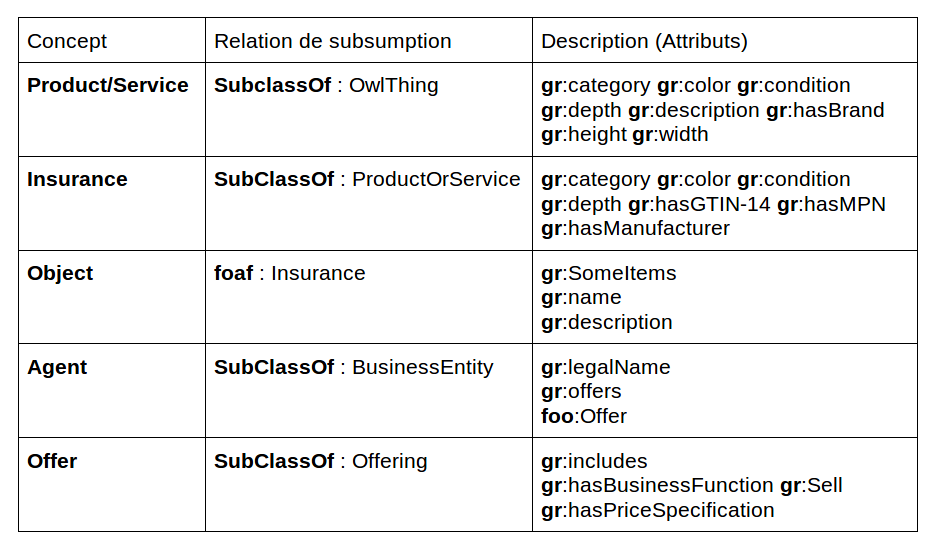 Concept Relation de subsumption Description (Attributs)
Product/Service SubclassOf : OwlThing gr:category gr:color gr:condition
gr:depth gr:description gr:hasBrand
gr:height gr:width
Insurance SubClassOf : ProductOrService gr:category gr:color gr:condition
gr:depth gr:hasGTIN-14 gr:hasMPN
gr:hasManufacturer
Object foaf : Insurance gr:SomeItems
gr:name
gr:description
Agent SubClassOf : BusinessEntity gr:legalName
gr:offers
foo:Offer
Offer SubClassOf : Offering gr:includes
gr:hasBusinessFunction gr:Sell
gr:hasPriceSpecification